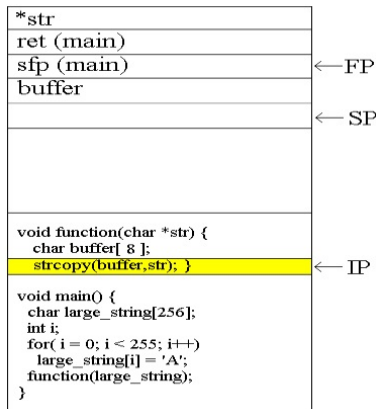 *str
ret (main)
sfp (main)
FP
buffer
SP
void function(char *str) {
char buffer[ 8 ];
strcopy(buffer,str); }
IP
void main() {
char large_string[256];
int i;
for( i = 0; i < 255; i++)
large_string[i] = 'A';
function(large_string);
}